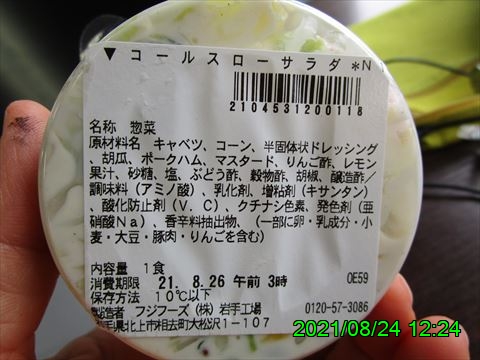 ▼コールスローサラダ*N
2104531200118
名称 惣菜
原材料名 キャベツ、コーン、半固体状ドレッシング
、胡瓜、ポークハム、マスタード、りんご酢、レモン
果汁、砂糖、塩、ぶどう酢、穀物酢、胡椒、醸造酢/
調味料(アミノ酸)、乳化剤、増粘剤(キサンタン)
、酸化防止剤(V.C)、クチナシ色素、発色剤(亜
硝酸Na)、香辛料抽出物、(一部に卵・乳成分・小
麦・大豆・豚肉・りんごを含む)
内容量 1食
消費期限 21. 8.26 午前 3時 0E59
保存方法 10℃以下
製造者 フジフーズ(株)岩手工場 0120-57-3086
岩手県北上市相去町大松沢1-107
2021/08/24 12:24